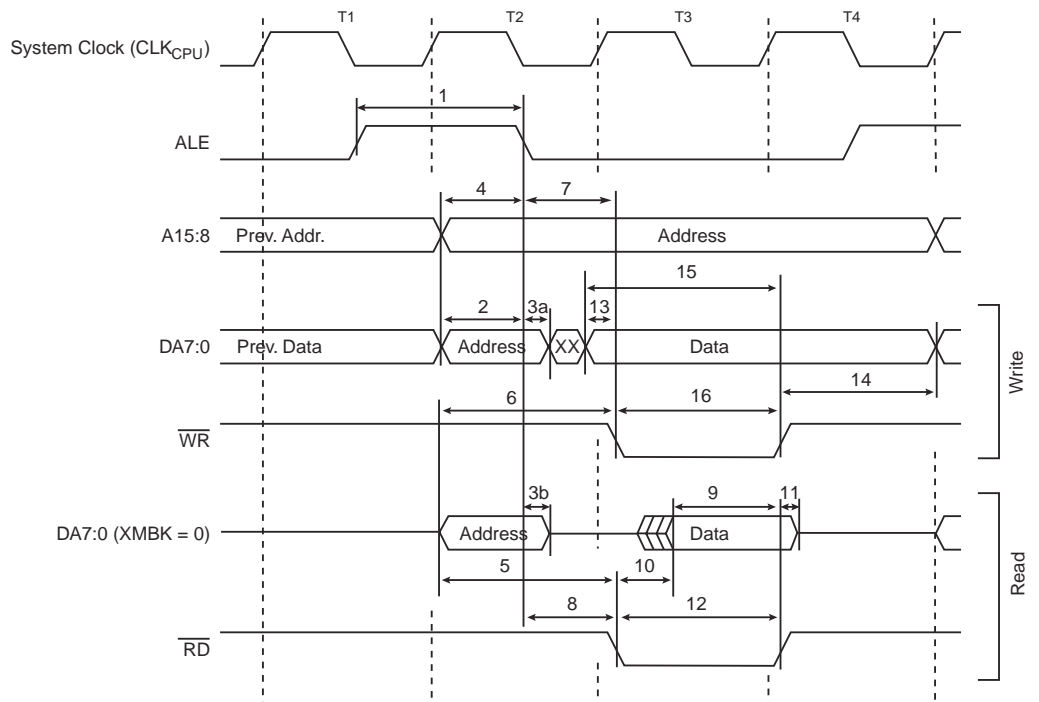 T1 T2 T3 T4
System Clock (CLKCPU)
1
ALE
4 7
A15:8 Prev. Addr. Address
15
2 3a 13
DA7:0 Prev. Data Address XX Data
14
6 16
WR
Write
3b 9 11
DA7:0 (XMBK = 0) Address Data
5 10
8 12
RD
Read